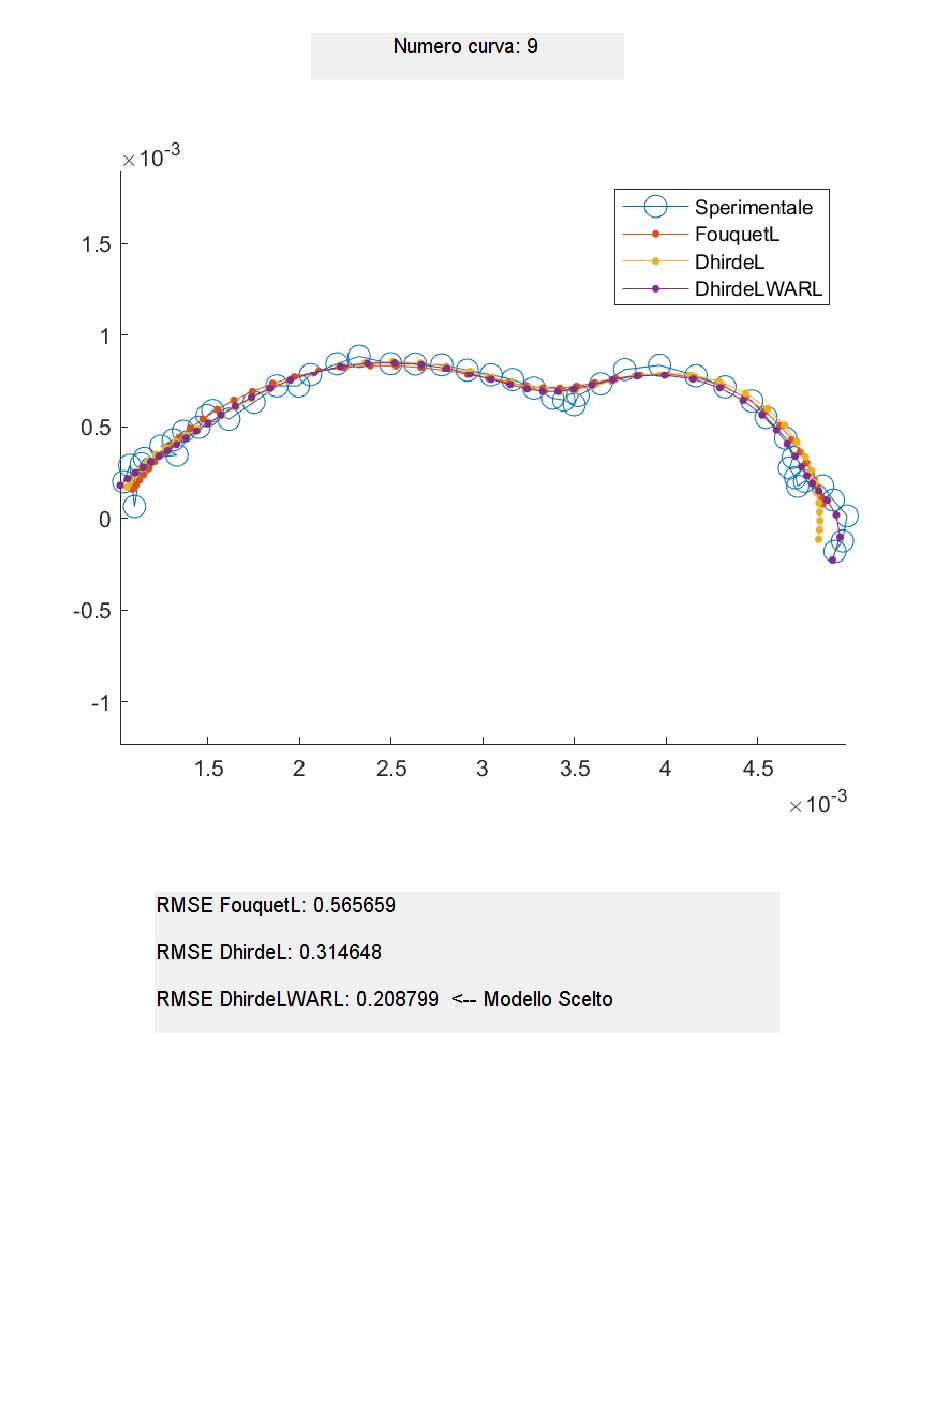 Numero curva: 9
×10-3
1.5
1
0.5
0
-0.5
-1
Sperimentale
FouquetL
DhirdeL
DhirdeLWARL
1.5 2 2.5 3 3.5 4 4.5
×10-3
RMSE FouquetL: 0.565659
RMSE DhirdeL: 0.314648
RMSE DhirdeLWARL: 0.208799 <-- Modello Scelto